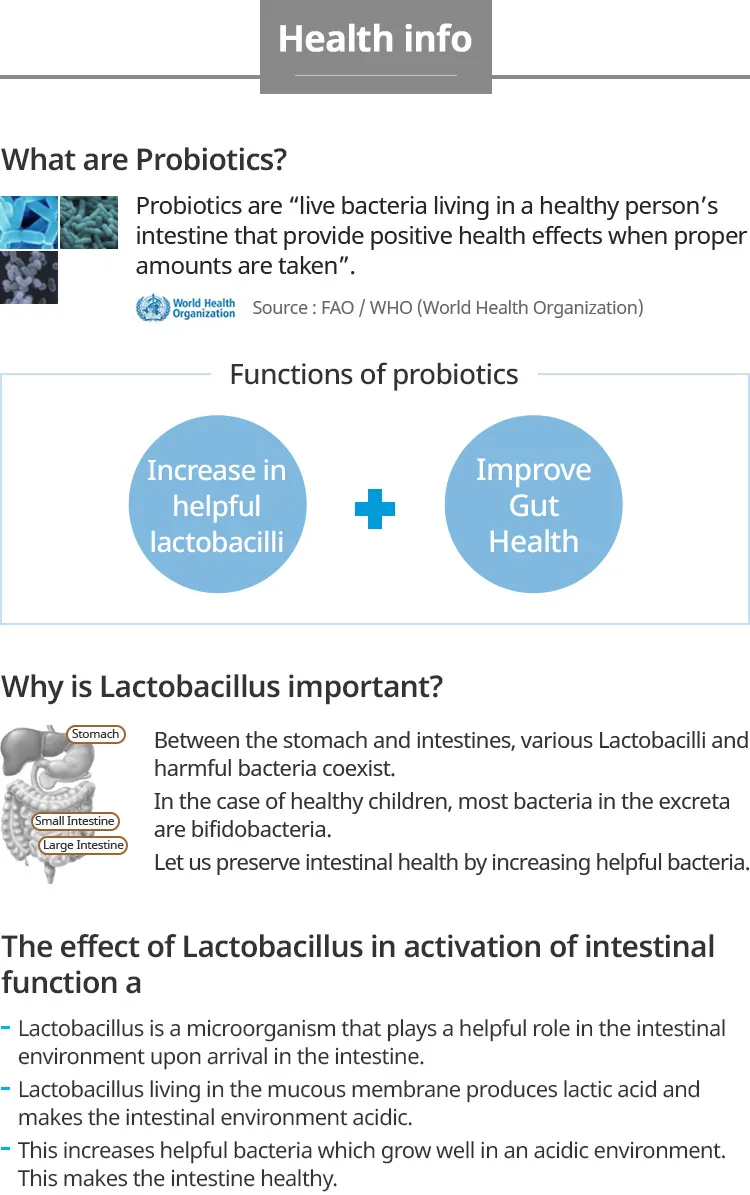 Health info
What are Probiotics?
Probiotics are “live bacteria living in a healthy person’s
intestine that provide positive health effects when proper
amounts are taken”.
World Health
Organization
Source : FAO / WHO (World Health Organization)
Functions of probiotics
Increase in
helpful
lactobacilli
Improve
Gut
Health
Why is Lactobacillus important?
Stomach
Small Intestine
Large Intestine
Between the stomach and intestines, various Lactobacilli and
harmful bacteria coexist.
In the case of healthy children, most bacteria in the excreta
are bifidobacteria.
Let us preserve intestinal health by increasing helpful bacteria.
The effect of Lactobacillus in activation of intestinal
function a
- Lactobacillus is a microorganism that plays a helpful role in the intestinal
environment upon arrival in the intestine.
- Lactobacillus living in the mucous membrane produces lactic acid and
makes the intestinal environment acidic.
- This increases helpful bacteria which grow well in an acidic environment.
This makes the intestine healthy.